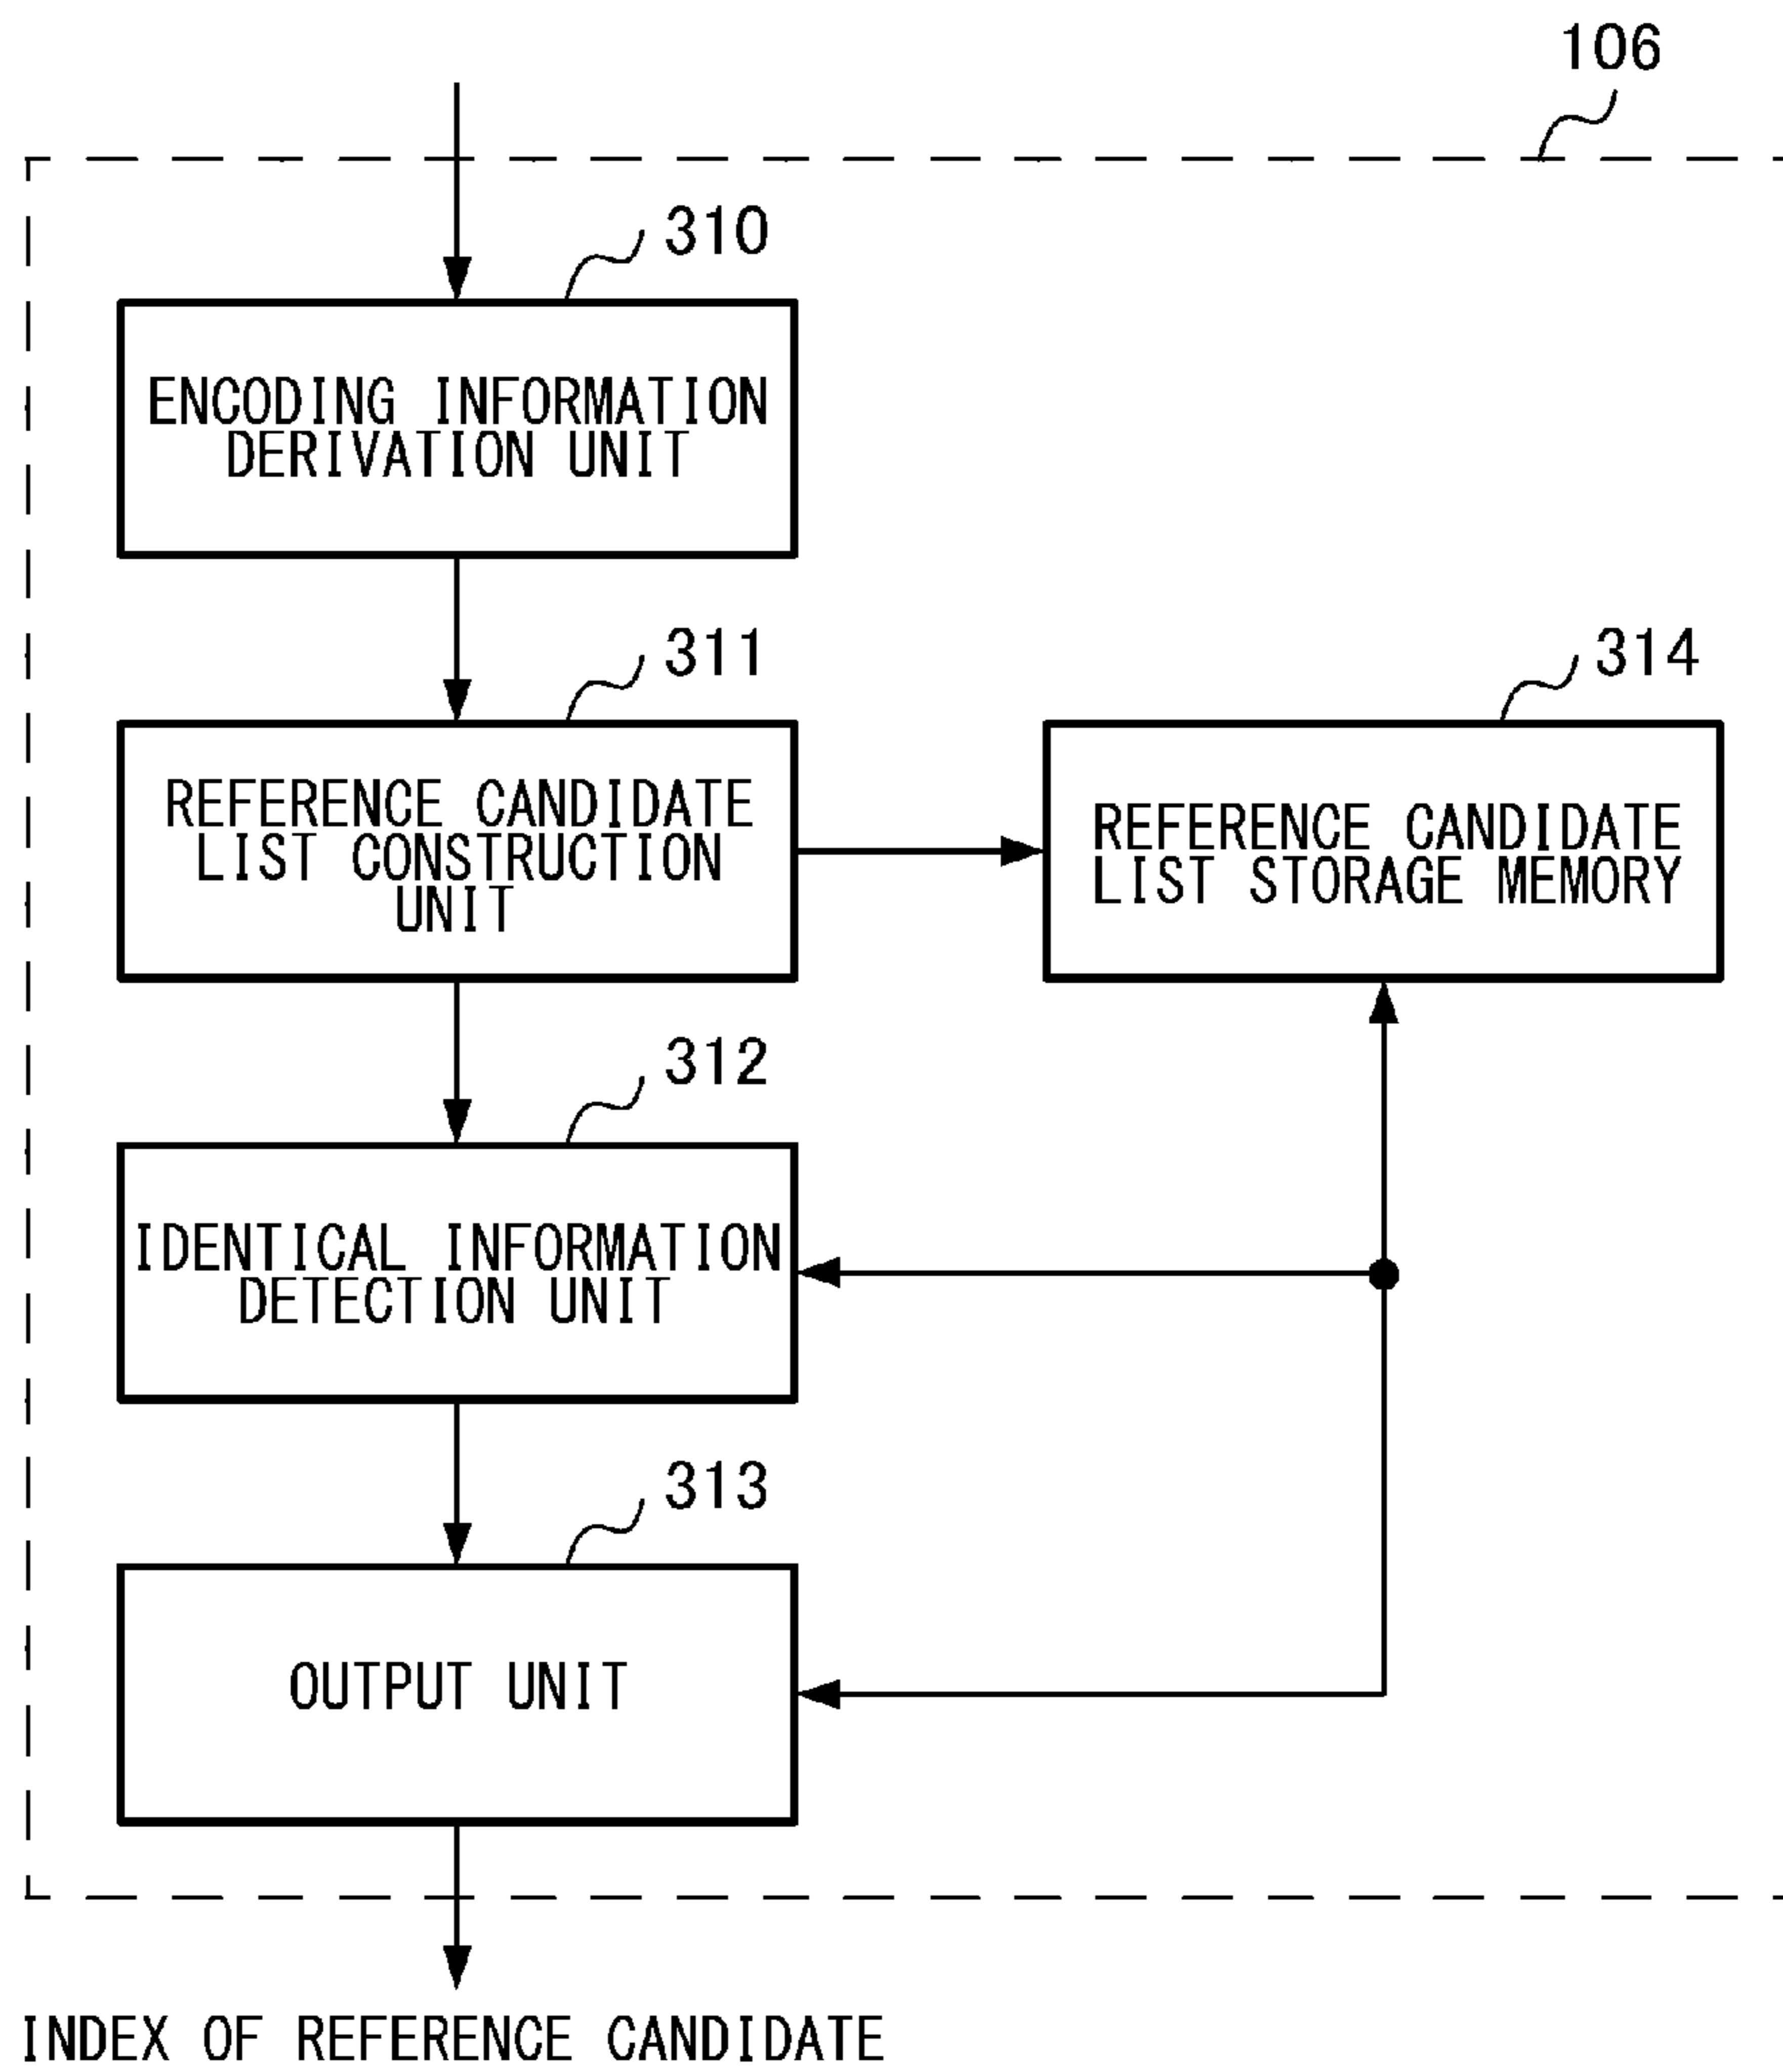 106
310
ENCODING INFORMATION
DERIVATION UNIT
311
REFERENCE CANDIDATE
LIST CONSTRUCTION
UNIT
314
REFERENCE CANDIDATE
LIST STORAGE MEMORY
312
IDENTICAL INFORMATION
DETECTION UNIT
313
OUTPUT UNIT
INDEX OF REFERENCE CANDIDATE